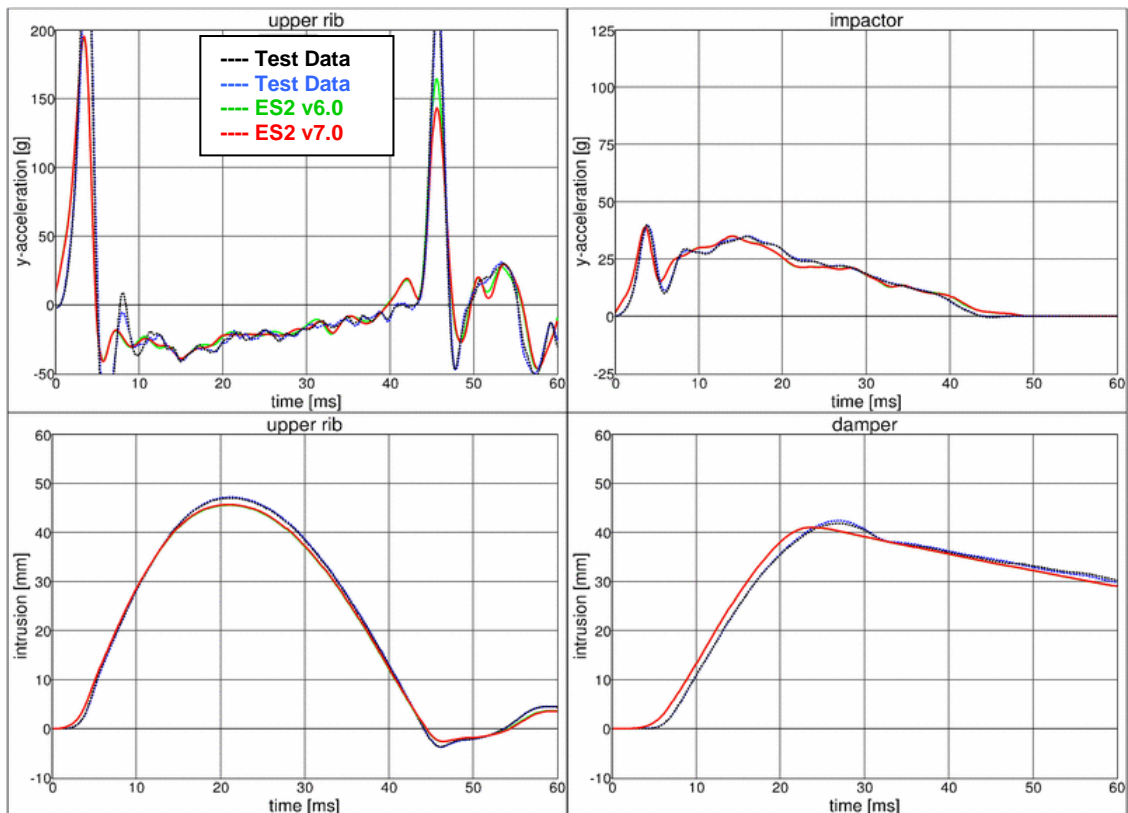 upper rib
200
150
100
50
0
-50
y-acceleration [g]
0 10 20 30 40 50 60
time [ms]
Test Data
Test Data
ES2 v6.0
ES2 v7.0
impactor
125
100
75
50
25
0
-25
y-acceleration [g]
0 10 20 30 40 50 60
time [ms]
upper rib
60
50
40
30
20
10
0
-10
intrusion [mm]
0 10 20 30 40 50 60
time [ms]
damper
60
50
40
30
20
10
0
-10
intrusion [mm]
0 10 20 30 40 50 60
time [ms]